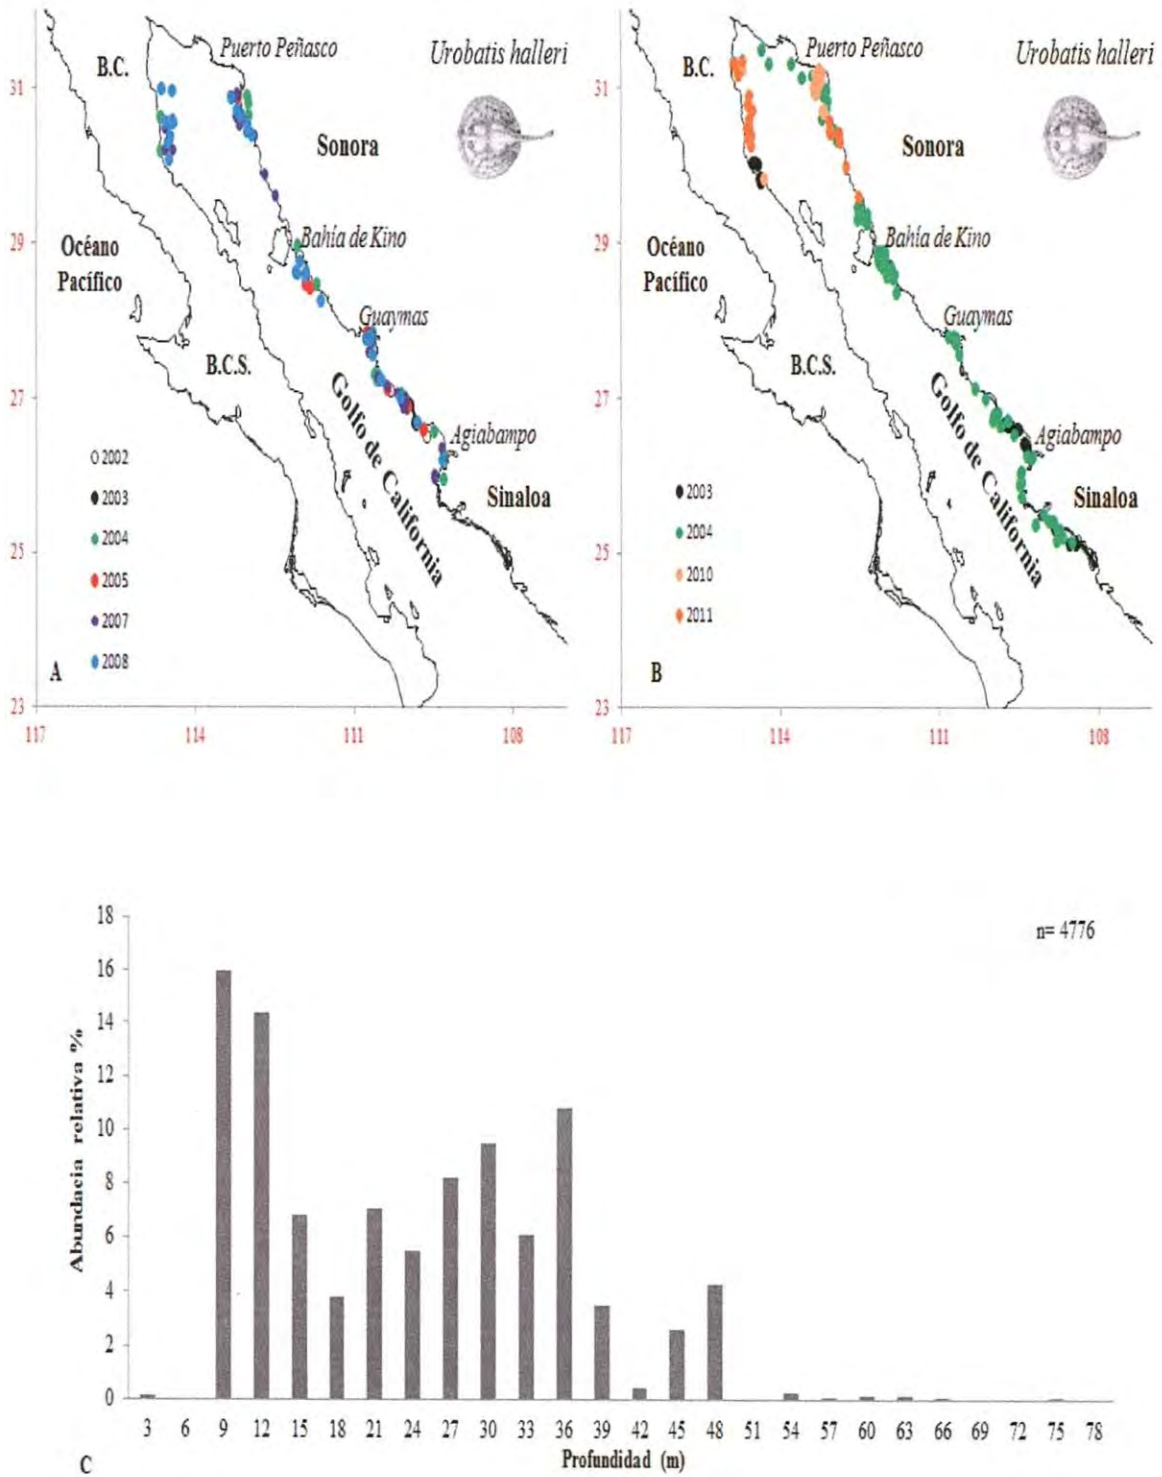 Puerto Peñasco
Urobatis halleri
B.C.
31
Sonora
29
Océano
Pacífico
Bahía de Kino
Guaymas
B.C.S.
27
Golfo de California
Agiabampo
2002
2003
Sinaloa
2004
25
2005
2007
2008
A
23
117
114
111
108
Puerto Peñasco
Urobatis halleri
B.C.
31
Sonora
29
Océano
Pacífico
Bahía de Kino
Guaymas
B.C.S.
27
Golfo de California
Agiabampo
2003
Sinaloa
2004
25
2010
2011
B
23
117
114
111
108
18
n= 4776
16
14
12
10
8
6
4
2
0
Abundacia relativa %
3 6 9 12 15 18 21 24 27 30 33 36 39 42 45 48 51 54 57 60 63 66 69 72 75 78
Profundidad (m)
C